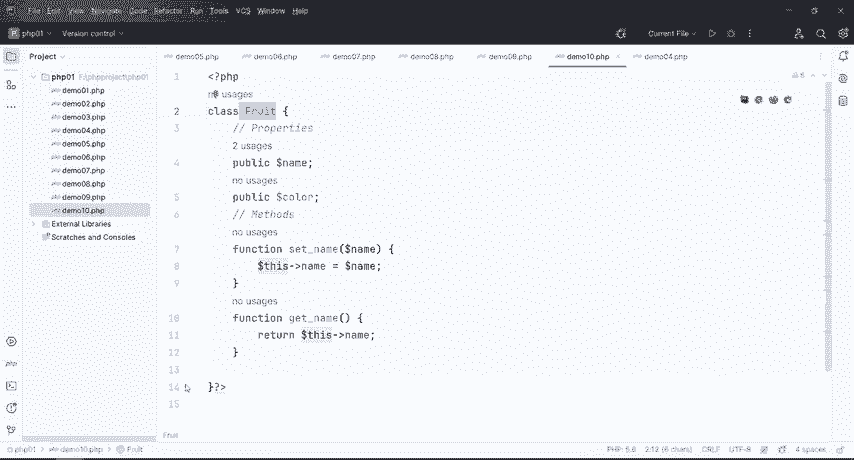 File Edit View Navigate Code Refactor Run Tools VCS Window Help
P php01 Version control Current File
Project
demo05.php demo06.php demo07.php demo08.php demo09.php demo10.php demo04.php
php01 F:\phpproject\php01
demo01.php
demo02.php
demo03.php
demo04.php
demo05.php
demo06.php
demo07.php
demo08.php
demo09.php
demo10.php
External Libraries
Scratches and Consoles
1 <?php
no usages
2 class Fruit {
3 // Properties
2 usages
4 public $name;
no usages
5 public $color;
6 // Methods
no usages
7 function set_name($name) {
8 $this->name = $name;
9 }
no usages
10 function get_name() {
11 return $this->name;
12 }
13
14 }?>
15
Fruit
php01 > demo10.php > Fruit PHP: 5.6 2:12 (6 chars) CRLF UTF-8 4 spaces